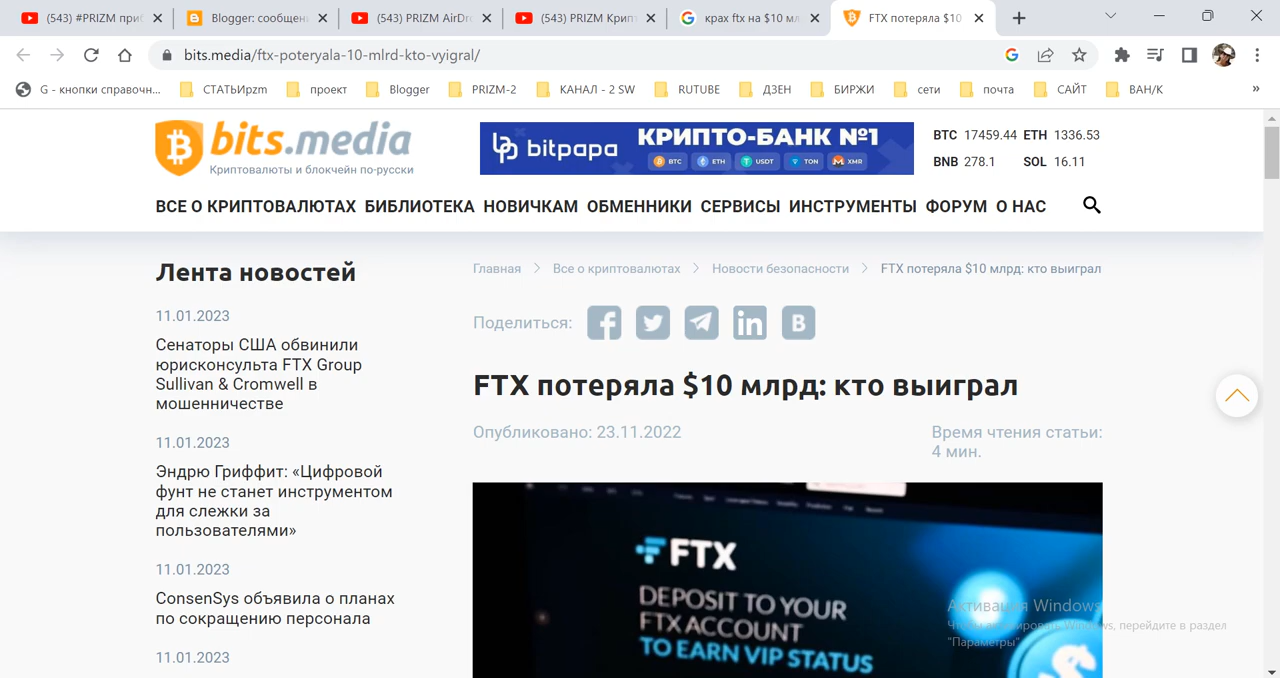 (543) #PRIZM приб
Blogger: сообщен
(543) PRIZM AirDr
(543) PRIZM Крип
крах ftx на $10 мл
FTX потеряла $10
bits.media/ftx-poteryala-10-mlrd-kto-vyigral/
G - кнопки справочн...
СТАТЬИpzm
проект
Blogger
PRIZM-2
КАНАЛ - 2 SW
RUTUBE
ДЗЕН
БИРЖИ
сети
почта
САЙТ
ВАН/К
bits.media
Криптовалюты и блокчейн по-русски
bitpapa
КРИПТО-БАНК №1
BTC ETH USDT TON XMR
BTC 17459.44 ETH 1336.53
BNB 278.1 SOL 16.11
ВСЕ О КРИПТОВАЛЮТАХ БИБЛИОТЕКА НОВИЧКАМ ОБМЕННИКИ СЕРВИСЫ ИНСТРУМЕНТЫ ФОРУМ О НАС
Лента новостей
11.01.2023
Сенаторы США обвинили
юрисконсульта FTX Group
Sullivan & Cromwell в
мошенничестве
11.01.2023
Эндрю Гриффит: «Цифровой
фунт не станет инструментом
для слежки за
пользователями»
11.01.2023
ConsenSys объявила о планах
по сокращению персонала
11.01.2023
Главная
Все о криптовалютах
Новости безопасности
FTX потеряла $10 млрд: кто выиграл
Поделиться:
FTX потеряла $10 млрд: кто выиграл
Опубликовано: 23.11.2022
Время чтения статьи:
4 мин.
FTX
DEPOSIT TO YOUR
FTX ACCOUNT
TO EARN VIP STATUS
Активация Windows
Чтобы активировать Windows, перейдите в раздел
"Параметры"